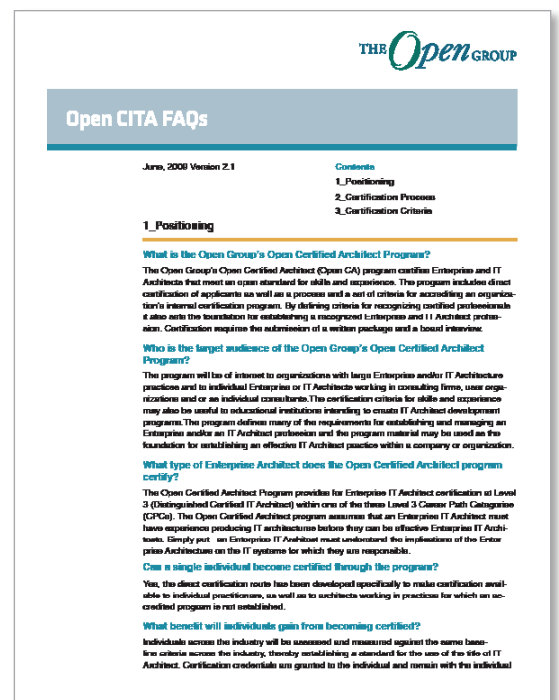 THE Open GROUP
Open CITA FAQs
June, 2009 Version 2.1
Contents
1_Positioning
2_Certification Process
3_Certification Criteria
1_Positioning
What is the Open Group's Open Certified Architect Program?
The Open Group's Open Certified Architect (Open CA) program certifies Enterprise and IT
Architects that meet an open standard for skills and experience. The program includes direct
certification of applicants as well as a process and a set of criteria for accrediting an organiza-
tion's internal certification program. By defining criteria for recognizing certified professionals
it also sets the foundation for establishing a recognized Enterprise and IT Architect profes-
sion. Certification requires the submission of a written package and a board interview.
Who is the target audience of the Open Group's Open Certified Architect
Program?
The program will be of interest to organizations with large Enterprise and/or IT Architecture
practices and to individual Enterprise or IT Architects working in consulting firms, user orga-
nizations and or as individual consultants.The certification criteria for skills and experience
may also be useful to educational institutions intending to create IT Architect development
programs.The program defines many of the requirements for establishing and managing an
Enterprise and/or an IT Architect profession and the program material may be used as the
foundation for establishing an effective IT Architect practice within a company or organization.
What type of Enterprise Architect does the Open Certified Architect program
certify?
The Open Certified Architect Program provides for Enterprise IT Architect certification at Level
3 (Distinguished Certified IT Architect) within one of the three Level 3 Career Path Categories
(CPCs). The Open Certified Architect program assumes that an Enterprise IT Architect must
have experience producing IT architectures before they can be effective Enterprise IT Archi-
tects. Simply put an Enterprise IT Architect must understand the implications of the Enter
prise Architecture on the IT systems for which they are responsible.
Can a single individual become certified through the program?
Yes, the direct certification route has been developed specifically to make certification avail-
able to individual practitioners, as well as to architects working in practices for which an ac-
credited program is not established.
What benefit will individuals gain from becoming certified?
Individuals across the industry will be assessed and measured against the same base-
line criteria across the industry, thereby establishing a standard for the use of the title of IT
Architect. Certification credentials are granted to the individual and remain with the individual